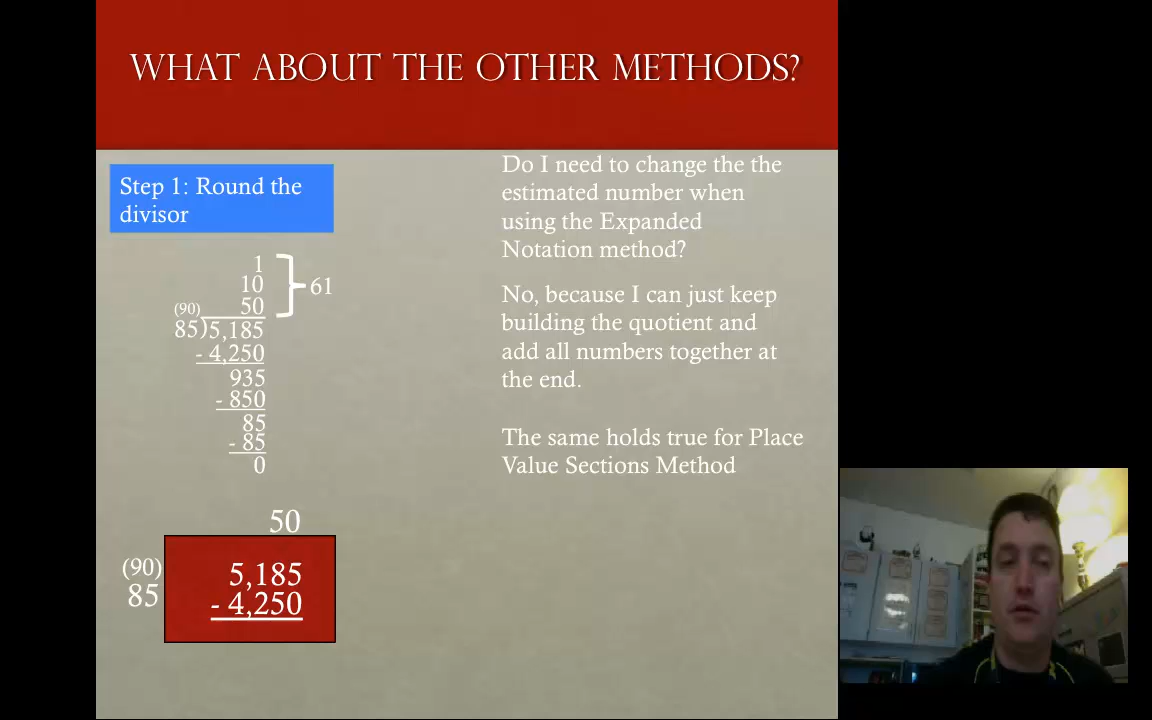 WHAT ABOUT THE OTHER METHODS?
Step 1: Round the
divisor
1
10
50
61
(90)
85)5,185
- 4,250
935
- 850
85
- 85
0
50
(90)
85
5,185
- 4,250
Do I need to change the the
estimated number when
using the Expanded
Notation method?
No, because I can just keep
building the quotient and
add all numbers together at
the end.
The same holds true for Place
Value Sections Method